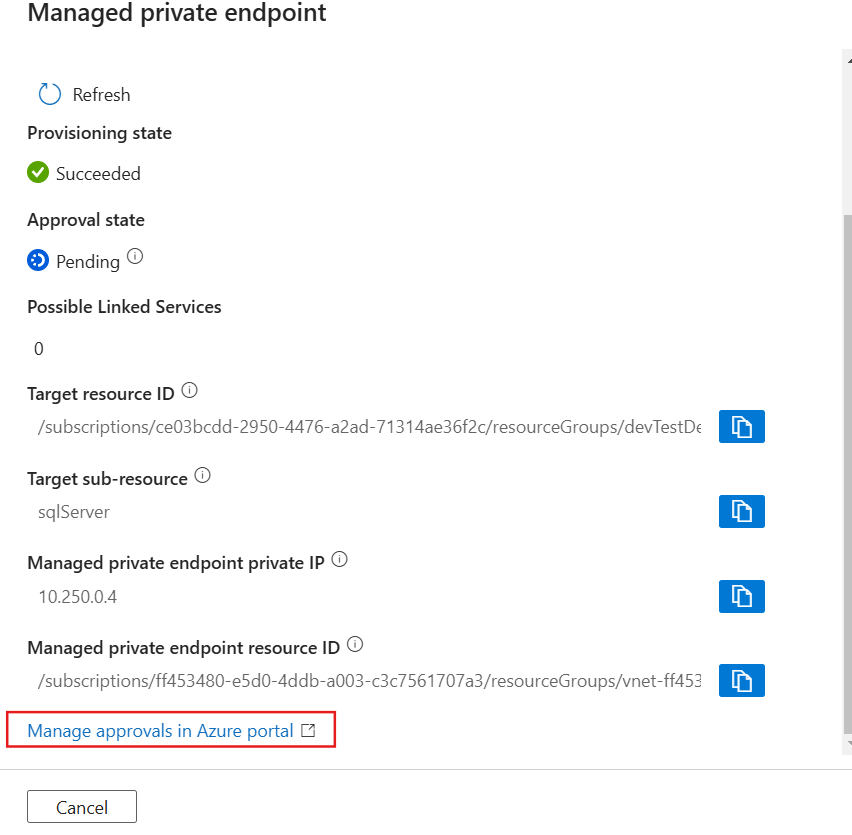 Managed private endpoint
Refresh
Provisioning state
Succeeded
Approval state
Pending
Possible Linked Services
0
Target resource ID
/subscriptions/ce03bcdd-2950-4476-a2ad-71314ae36f2c/resourceGroups/devTestDe
Target sub-resource
sqlServer
Managed private endpoint private IP
10.250.0.4
Managed private endpoint resource ID
/subscriptions/ff453480-e5d0-4ddb-a003-c3c7561707a3/resourceGroups/vnet-ff453
Manage approvals in Azure portal
Cancel